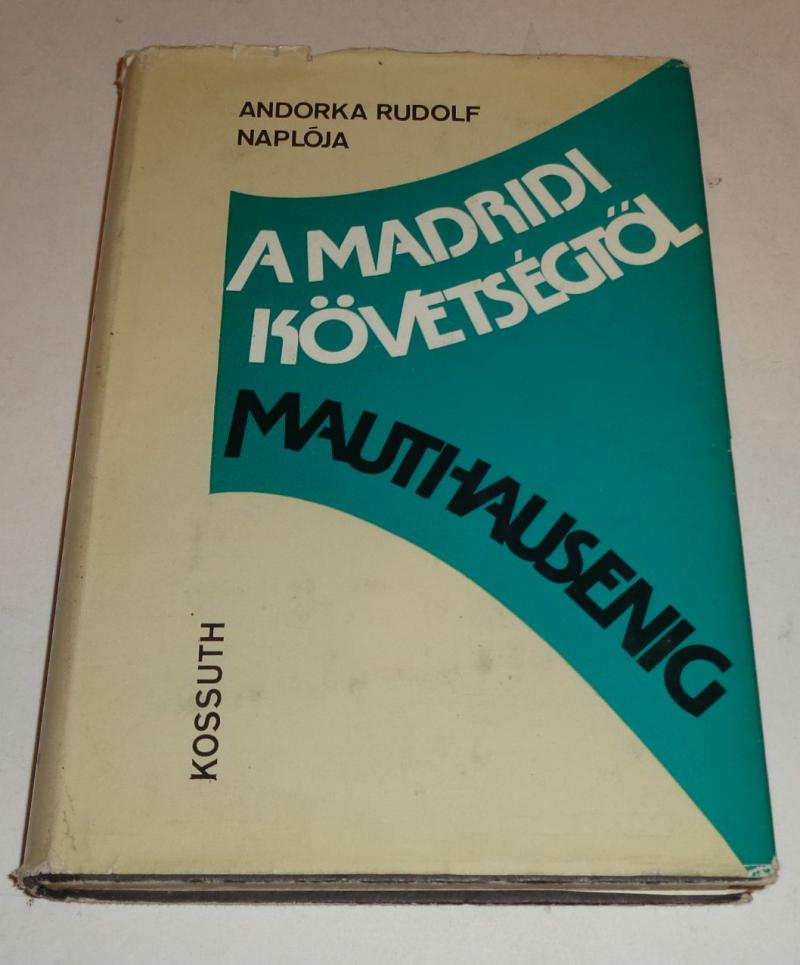 ANDORKA RUDOLF
NAPLÓJA
A MADRIDI
KÖVETSÉGTŐL
MAUTHAUSENIG
KOSSUTH